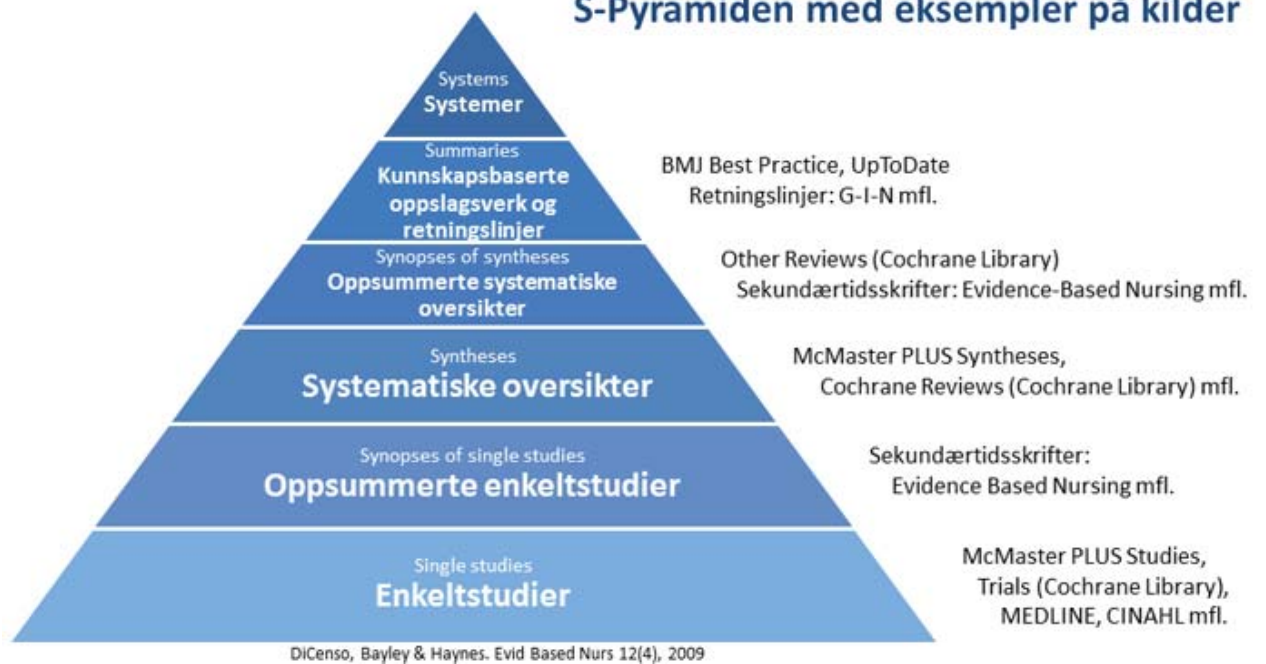 S-Pyramiden med eksempler på kilder
Systems
Systemer
Summaries
Kunnskapsbaserte
oppslagsverk og
retningslinjer
BMJ Best Practice, UpToDate
Retningslinjer: G-I-N mfl.
Synopses of syntheses
Oppsummerte systematiske
oversikter
Other Reviews (Cochrane Library)
Sekundærtidsskrifter: Evidence-Based Nursing mfl.
Syntheses
Systematiske oversikter
McMaster PLUS Syntheses,
Cochrane Reviews (Cochrane Library) mfl.
Synopses of single studies
Oppsummerte enkeltstudier
Sekundærtidsskrifter:
Evidence Based Nursing mfl.
Single studies
Enkeltstudier
McMaster PLUS Studies,
Trials (Cochrane Library),
MEDLINE, CINAHL mfl.
DiCenso, Bayley & Haynes. Evid Based Nurs 12(4), 2009